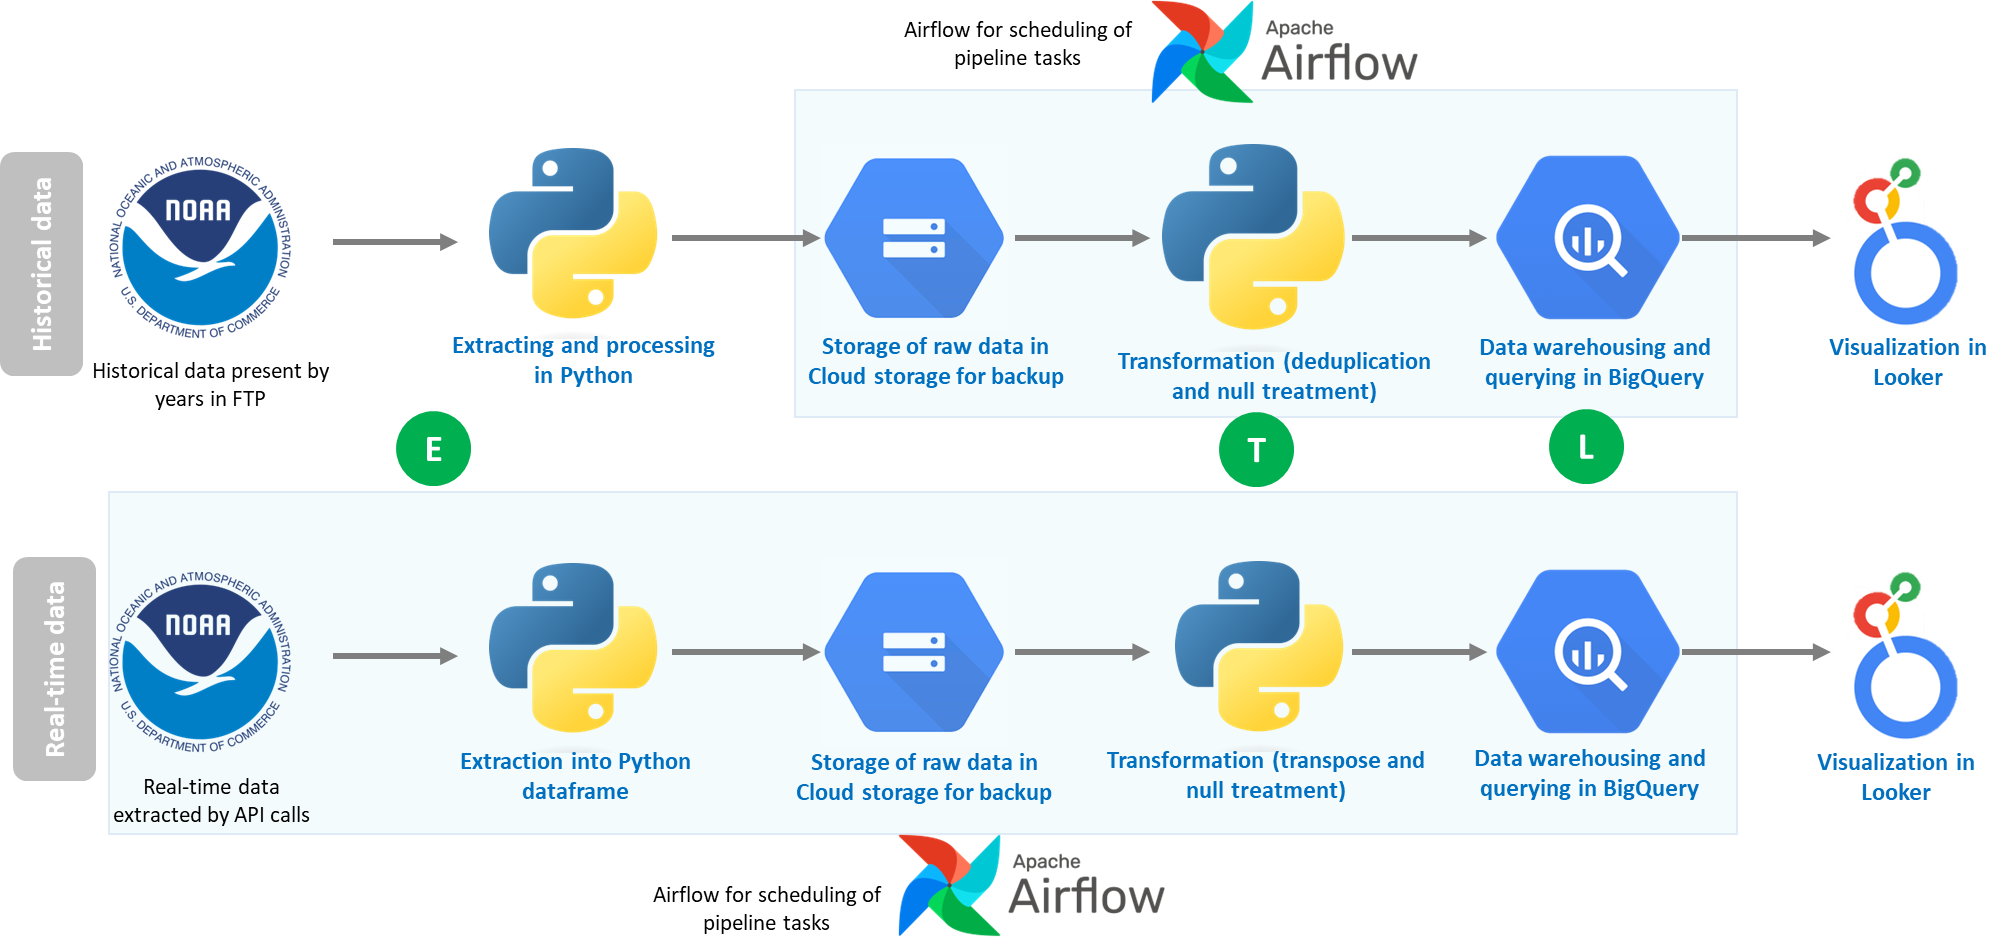 Airflow for scheduling of
pipeline tasks
Apache
Airflow
Historical data
NATIONAL OCEANIC AND ATMOSPHERIC ADMINISTRATION
NOAA
U.S. DEPARTMENT OF COMMERCE
Historical data present by
years in FTP
Extracting and processing
in Python
Storage of raw data in
Cloud storage for backup
Transformation (deduplication
and null treatment)
Data warehousing and
querying in BigQuery
Visualization in
Looker
E
T
L
Real-time data
NATIONAL OCEANIC AND ATMOSPHERIC ADMINISTRATION
NOAA
U.S. DEPARTMENT OF COMMERCE
Real-time data
extracted by API calls
Extraction into Python
dataframe
Storage of raw data in
Cloud storage for backup
Transformation (transpose and
null treatment)
Data warehousing and
querying in BigQuery
Visualization in
Looker
Airflow for scheduling of
pipeline tasks
Apache
Airflow